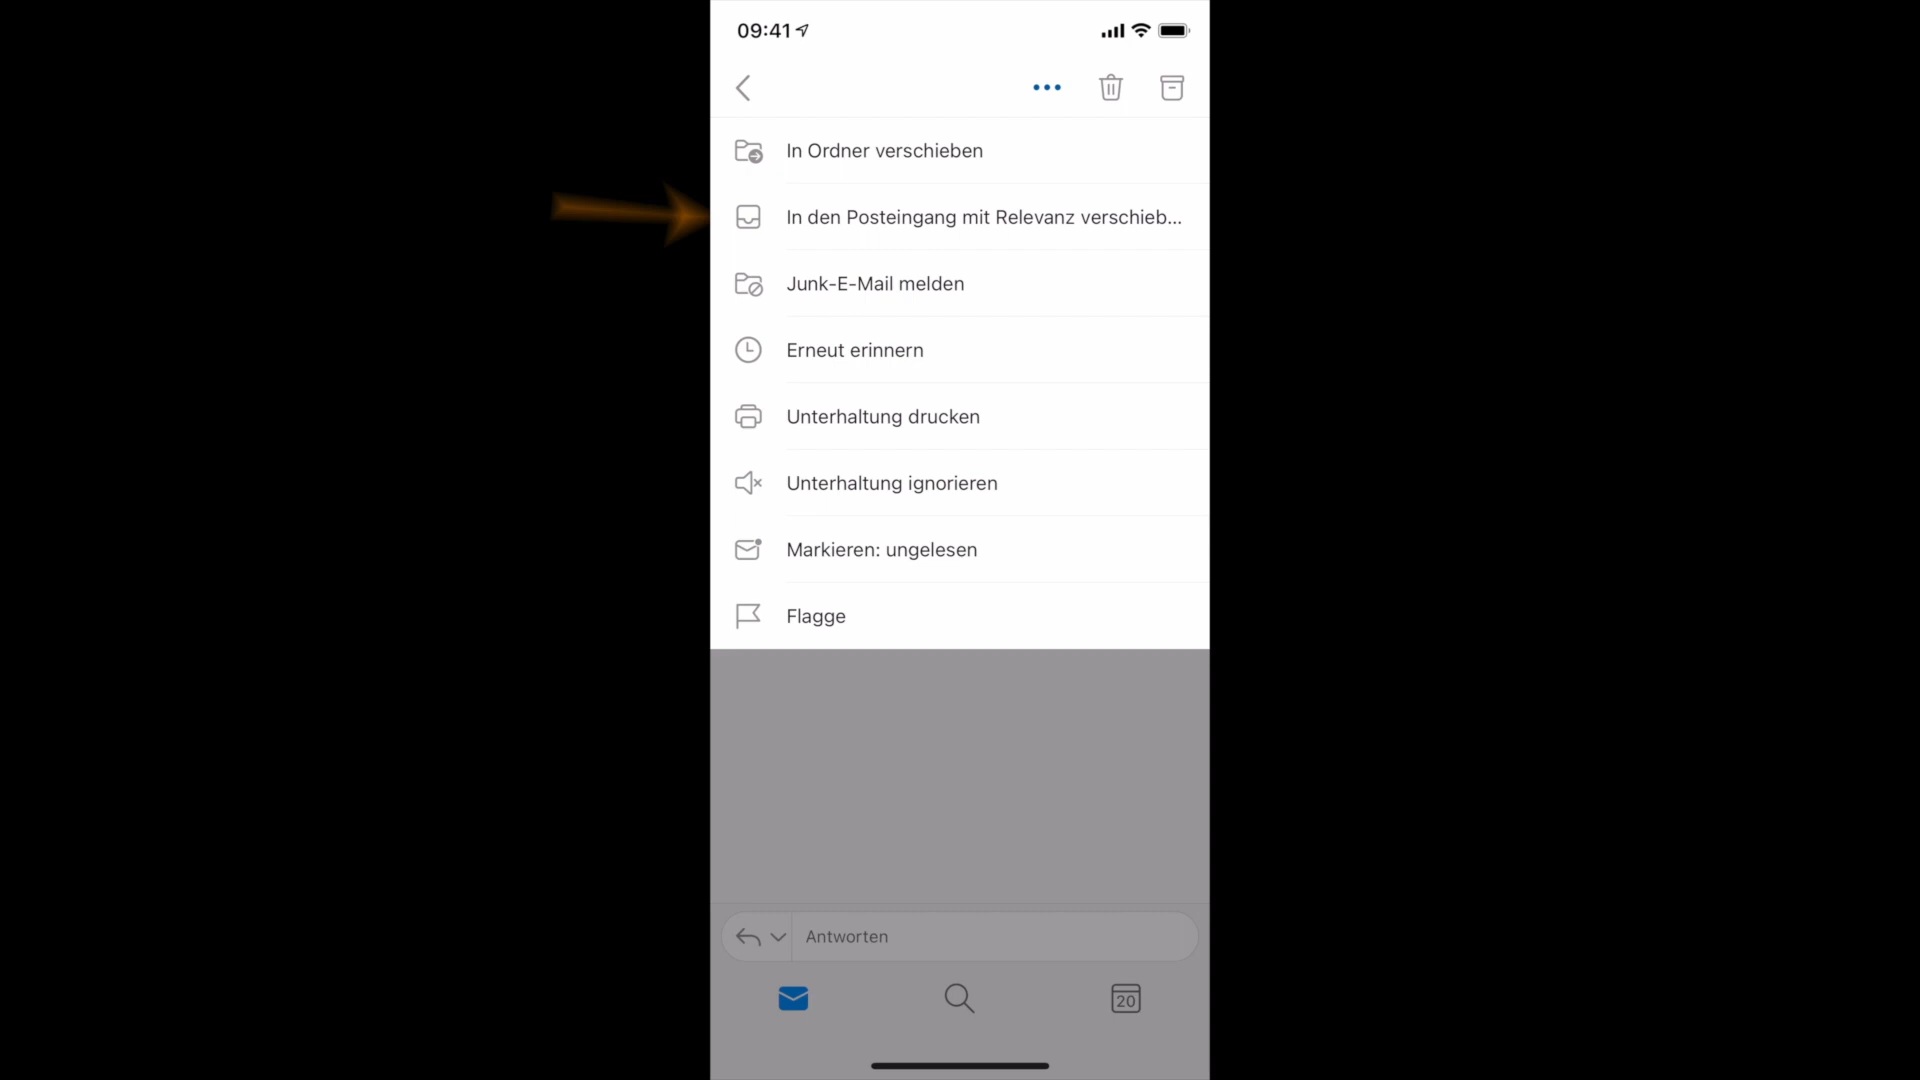 09:41
In Ordner verschieben
In den Posteingang mit Relevanz verschieb...
Junk-E-Mail melden
Erneut erinnern
Unterhaltung drucken
Unterhaltung ignorieren
Markieren: ungelesen
Flagge
Antworten
20